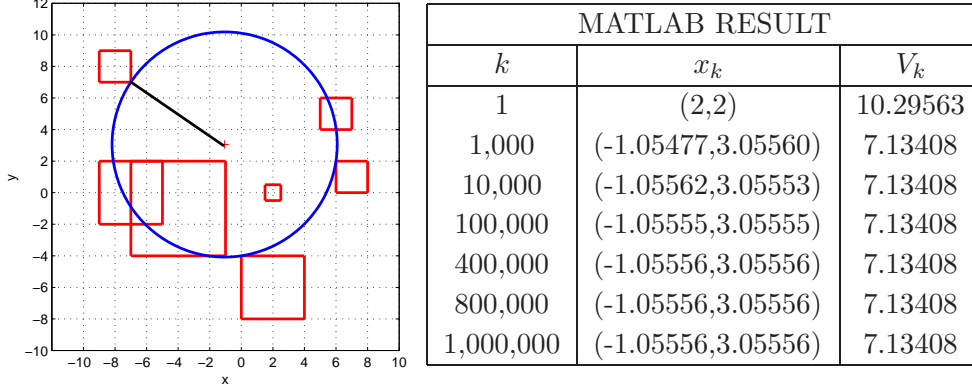 12
10
8
6
4
2
0
−2
−4
−6
−8
−10
y
−10 −8 −6 −4 −2 0 2 4 6 8 10 12
x
MATLAB RESULT
k x_k V_k
1 (2,2) 10.29563
1,000 (-1.05477,3.05560) 7.13408
10,000 (-1.05562,3.05553) 7.13408
100,000 (-1.05555,3.05555) 7.13408
400,000 (-1.05556,3.05556) 7.13408
800,000 (-1.05556,3.05556) 7.13408
1,000,000 (-1.05556,3.05556) 7.13408